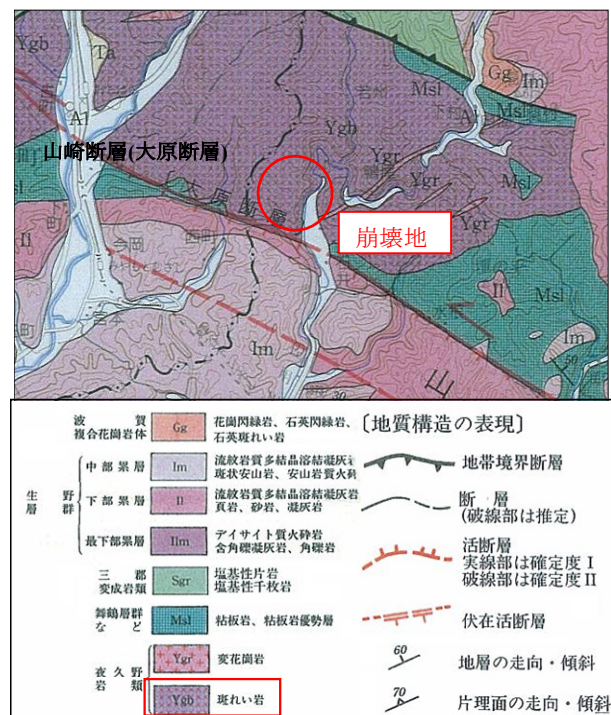 Ygb
Ta
Al
Msl
Gg
Im
Msl
Al
山崎断層(大原断層)
Ygb
Ygr
Ygr
Ygr
Msl
大原断層
崩壊地
Il
今岡
Il
Msl
Im
Im
山
30
波賀
複合花崗岩体
Gg
花崗閃緑岩、石英閃緑岩、
石英斑れい岩
生野
層群
中部累層
Im
流紋岩質多結晶溶結凝灰岩
斑状安山岩、安山岩質火砕
下部累層
Il
流紋岩質多結晶溶結凝灰岩
頁岩、砂岩、凝灰岩
最下部累層
Ilm
デイサイト質火砕岩
含角礫凝灰岩、角礫岩
三郡
変成岩類
Sgr
塩基性片岩
塩基性千枚岩
舞鶴層群
など
Msl
粘板岩、粘板岩優勢層
夜久野
岩類
Ygr
変花崗岩
Ygb
斑れい岩
〔地質構造の表現〕
地帯境界断層
断層
(破線部は推定)
活断層
実線部は確定度Ⅰ
破線部は確定度Ⅱ
伏在活断層
60
地層の走向・傾斜
70
片理面の走向・傾斜